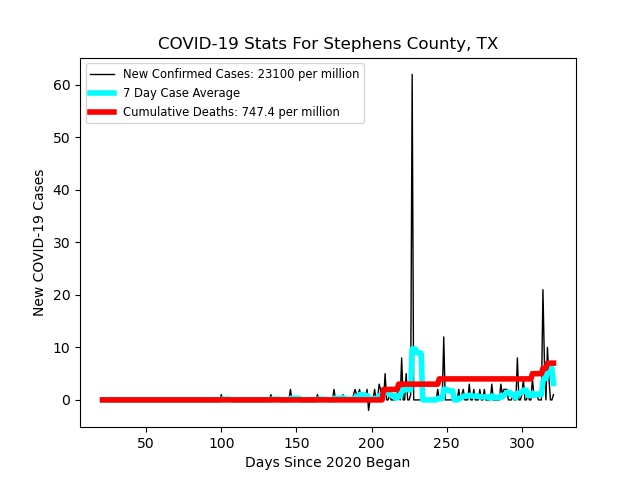 COVID-19 Stats For Stephens County, TX
New Confirmed Cases: 23100 per million
7 Day Case Average
Cumulative Deaths: 747.4 per million
New COVID-19 Cases
60
50
40
30
20
10
0
50 100 150 200 250 300
Days Since 2020 Began